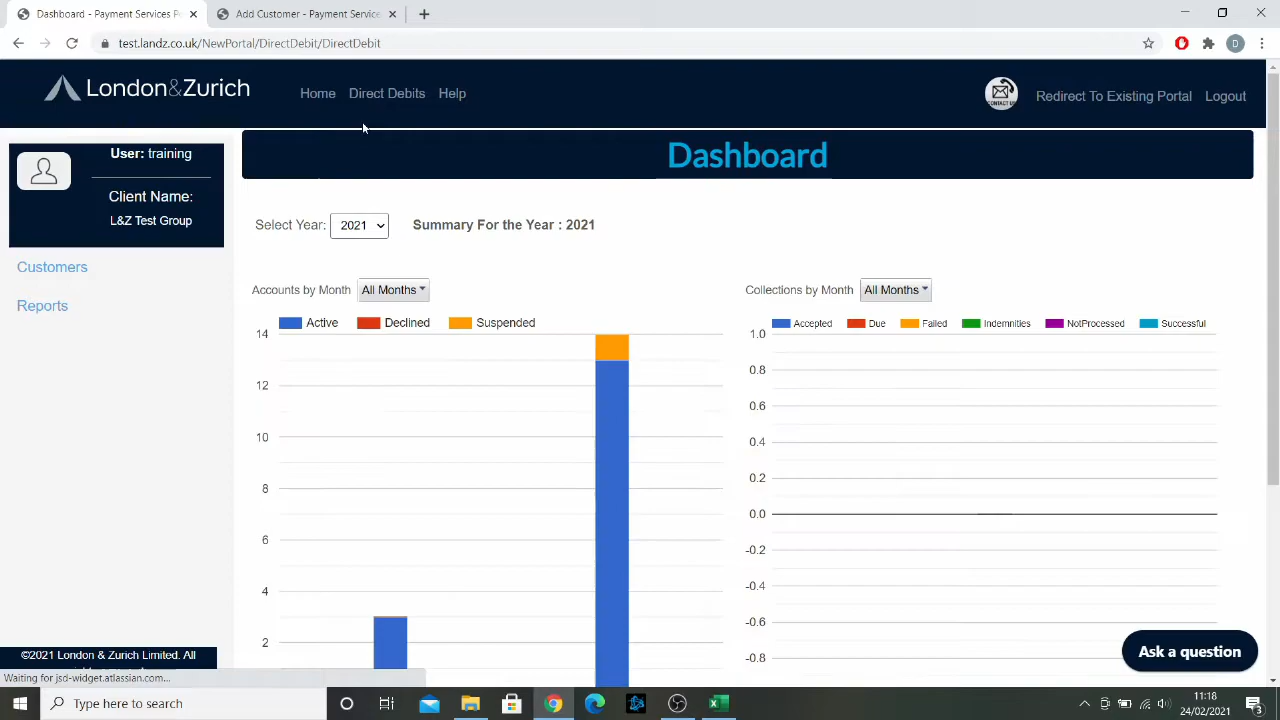 Dashboard - Payment Services P
Add Customer - Payment Service
test.landz.co.uk/NewPortal/DirectDebit/DirectDebit
D
London&Zurich
Home
Direct Debits
Help
CONTACT US
Redirect To Existing Portal
Logout
User: training
Client Name:
L&Z Test Group
Customers
Reports
Dashboard
Select Year: 2021
Summary For the Year : 2021
Accounts by Month All Months
Active Declined Suspended
14
12
10
8
6
4
2
Collections by Month All Months
Accepted Due Failed Indemnities NotProcessed Successful
1.0
0.8
0.6
0.4
0.2
0.0
-0.2
-0.4
-0.6
-0.8
Ask a question
©2021 London & Zurich Limited. All
Waiting for jsd-widget.atlassian.com...
Type here to search
11:18
24/02/2021
3